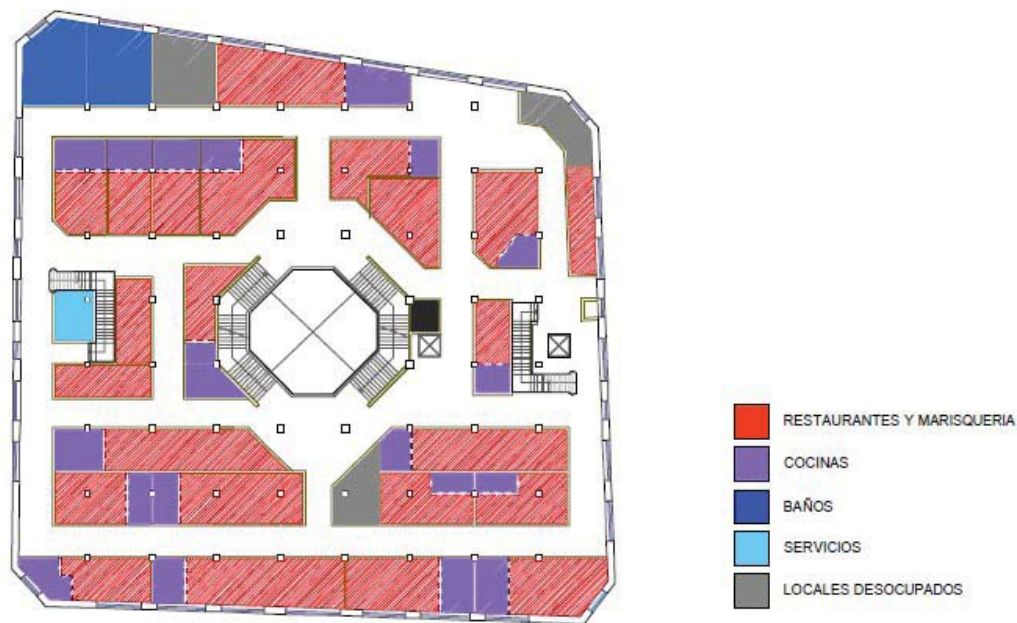 RESTAURANTES Y MARISQUERIA
COCINAS
BAÑOS
SERVICIOS
LOCALES DESOCUPADOS